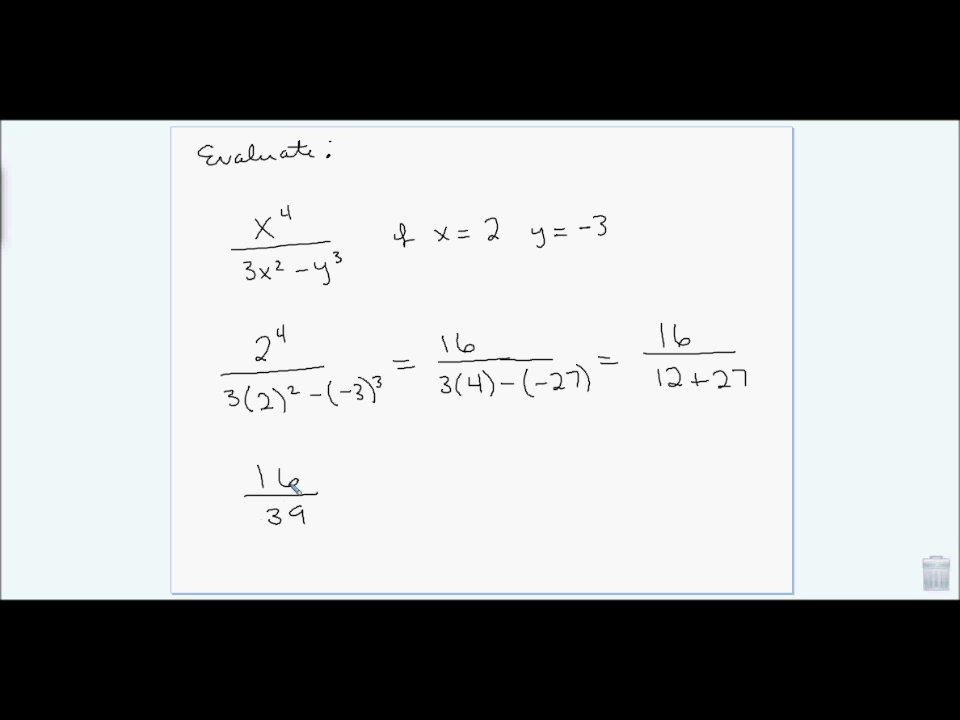 Evaluate:
x⁴/(3x² - y³) if x = 2 y = -3
2⁴/(3(2)² - (-3)³) = 16/(3(4) - (-27)) = 16/(12 + 27)
16/39